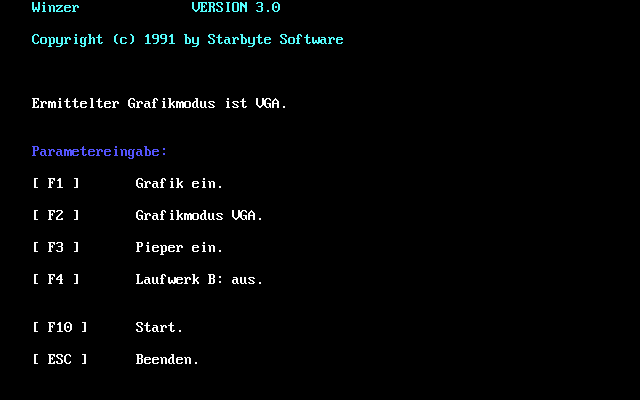 Winzer VERSION 3.0
Copyright (c) 1991 by Starbyte Software
Ermittelter Grafikmodus ist VGA.
Parametereingabe:
[ F1 ] Grafik ein.
[ F2 ] Grafikmodus VGA.
[ F3 ] Pieper ein.
[ F4 ] Laufwerk B: aus.
[ F10 ] Start.
[ ESC ] Beenden.